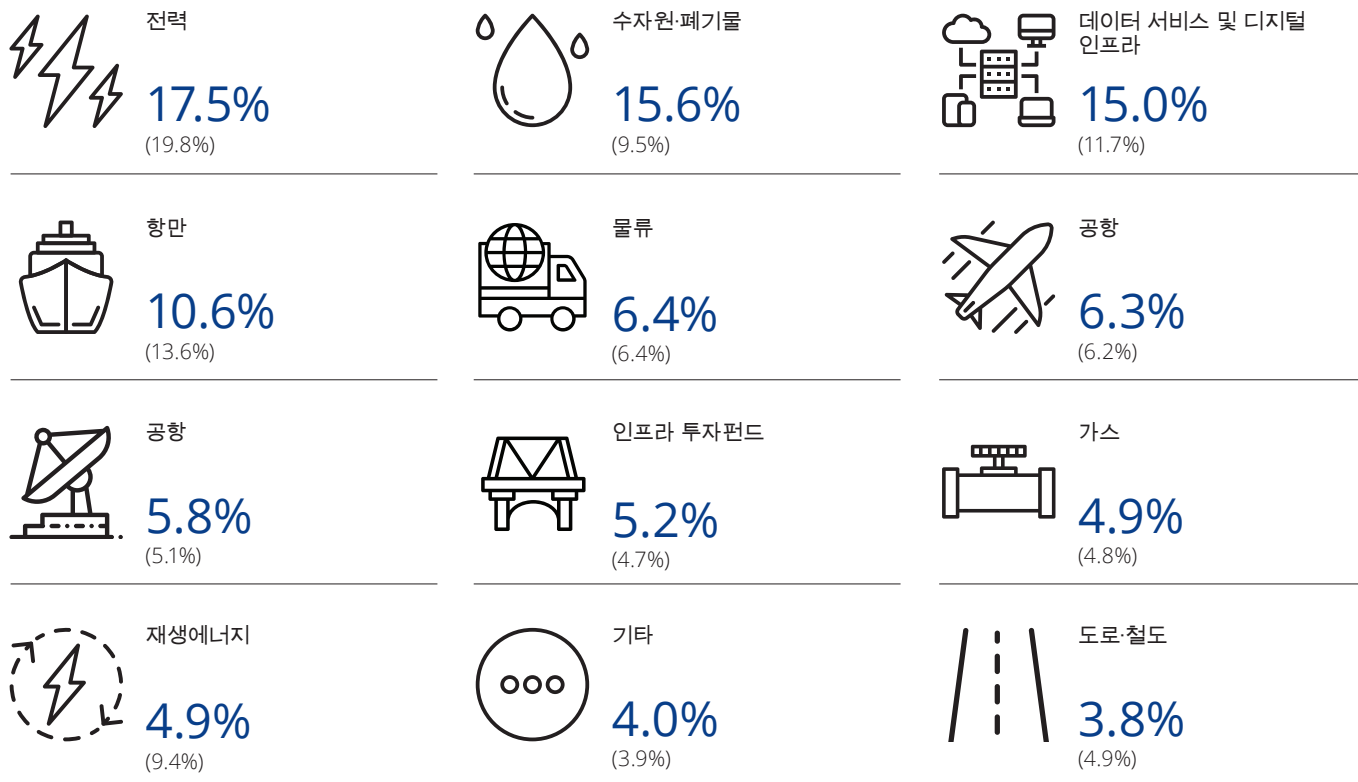 전력
17.5%
(19.8%)
수자원·폐기물
15.6%
(9.5%)
데이터 서비스 및 디지털
인프라
15.0%
(11.7%)
항만
10.6%
(13.6%)
물류
6.4%
(6.4%)
공항
6.3%
(6.2%)
공항
5.8%
(5.1%)
인프라 투자펀드
5.2%
(4.7%)
가스
4.9%
(4.8%)
재생에너지
4.9%
(9.4%)
기타
4.0%
(3.9%)
도로·철도
3.8%
(4.9%)